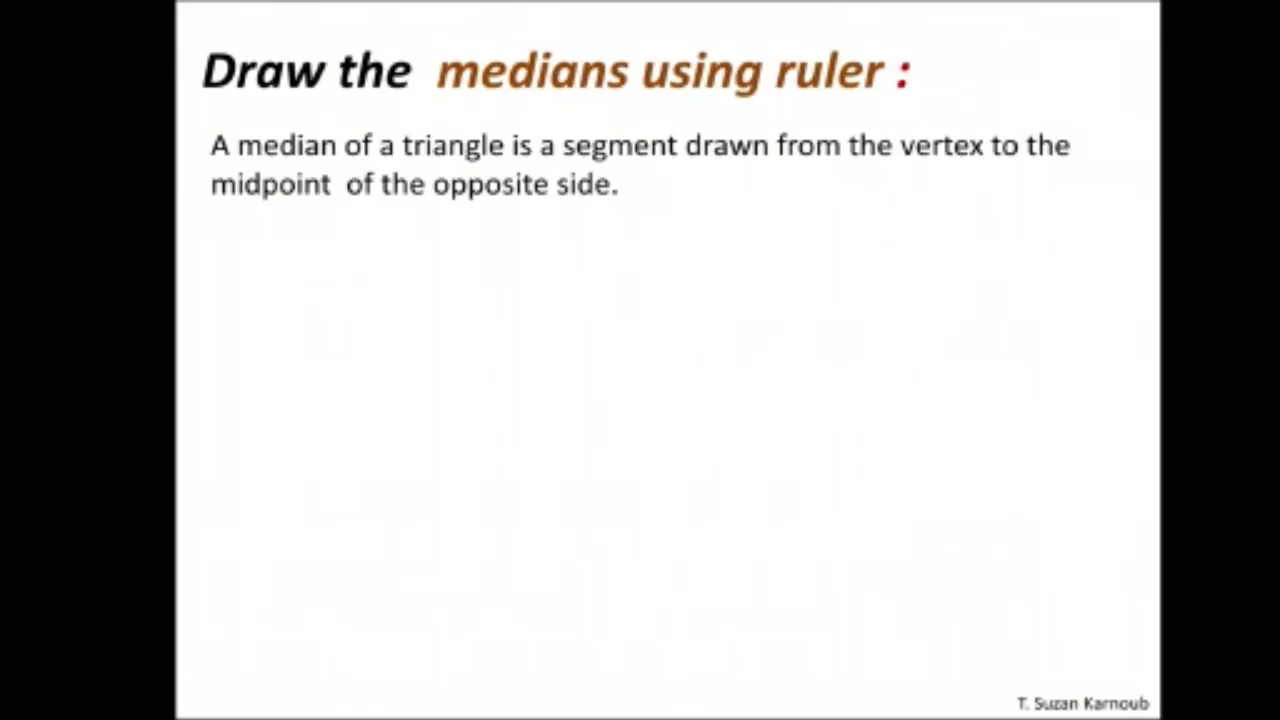 Draw the medians using ruler :
A median of a triangle is a segment drawn from the vertex to the
midpoint of the opposite side.
T. Suzan Karnoub